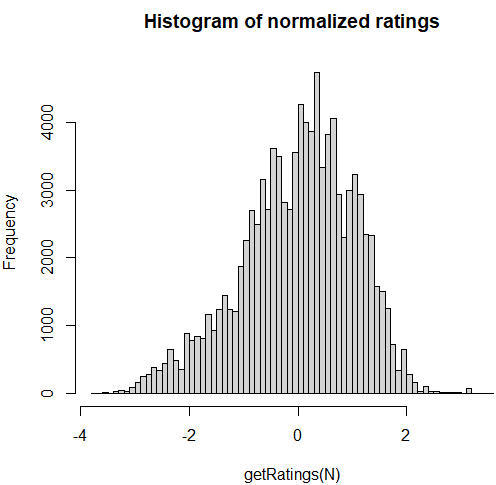 Histogram of normalized ratings
Frequency
4000
3000
2000
1000
0
-4 -2 0 2
getRatings(N)